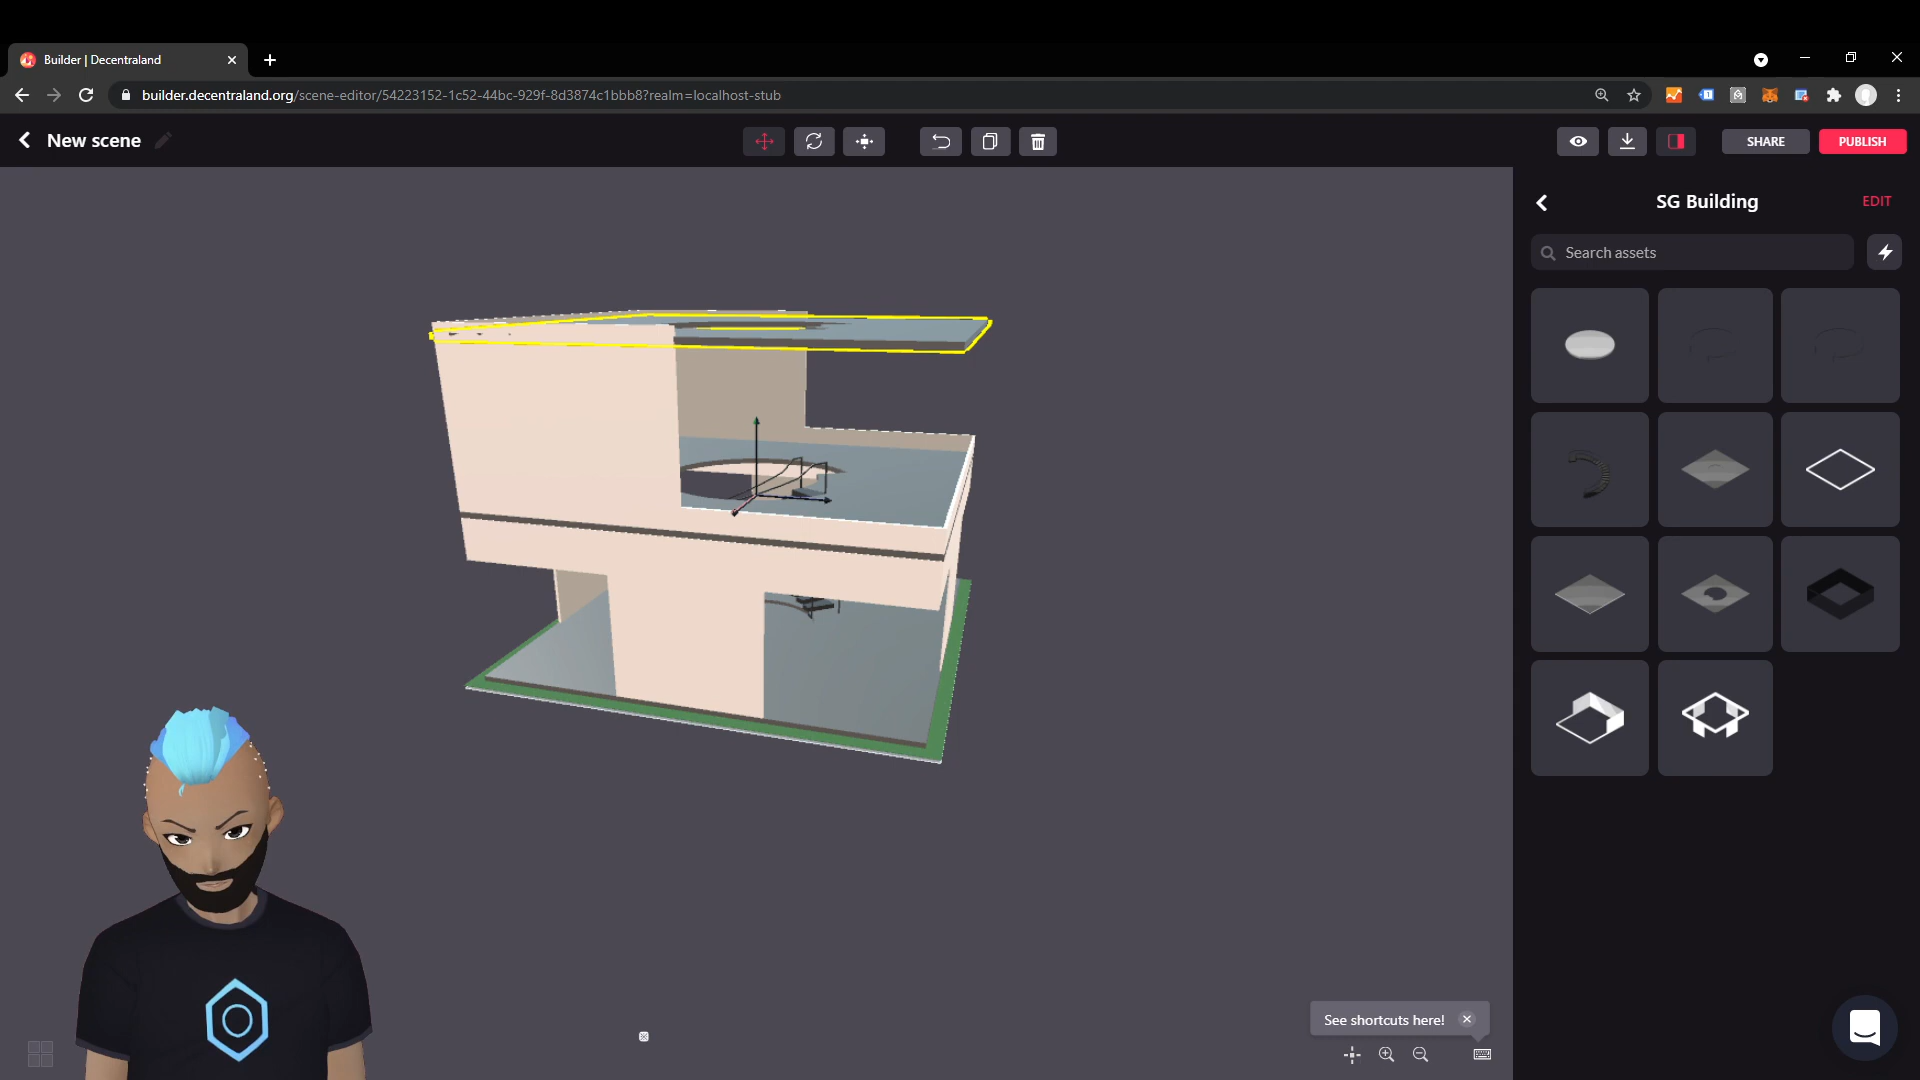 Builder | Decentraland
builder.decentraland.org/scene-editor/54223152-1c52-44bc-929f-8d3874c1bbb8?realm=localhost-stub
New scene
SHARE
PUBLISH
SG Building
EDIT
Search assets
See shortcuts here!